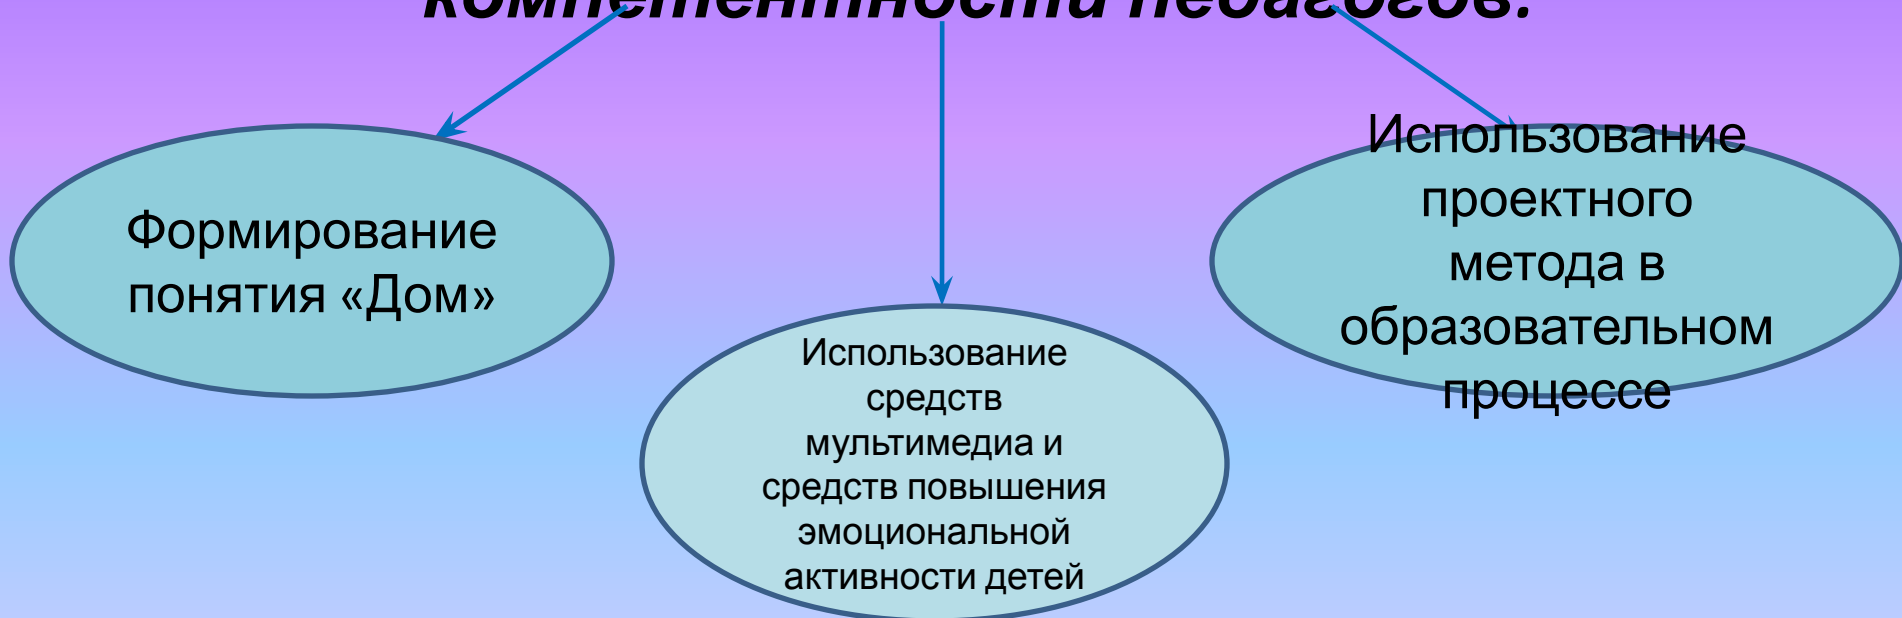 компетентности педагогов:
Формирование
понятия «Дом»
Использование
средств
мультимедиа и
средств повышения
эмоциональной
активности детей
Использование
проектного
метода в
образовательном
процессе